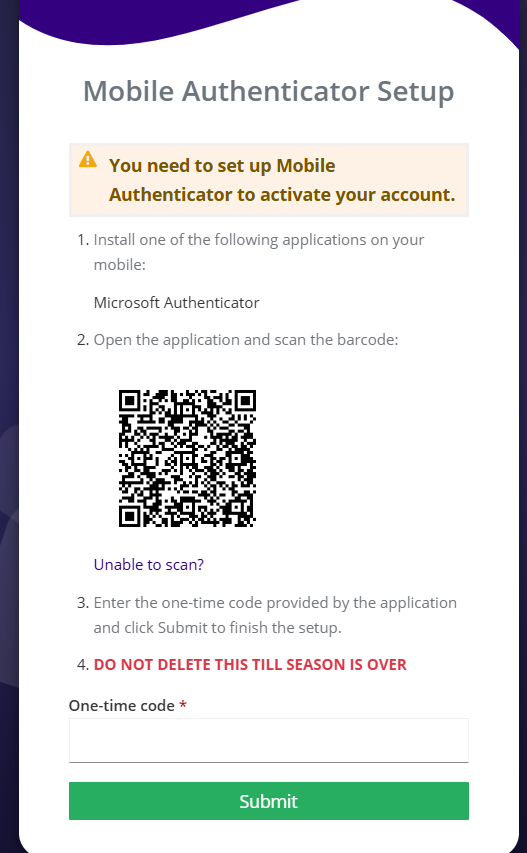 Mobile Authenticator Setup
You need to set up Mobile
Authenticator to activate your account.
1. Install one of the following applications on your
mobile:
Microsoft Authenticator
2. Open the application and scan the barcode:
Unable to scan?
3. Enter the one-time code provided by the application
and click Submit to finish the setup.
4. DO NOT DELETE THIS TILL SEASON IS OVER
One-time code *
Submit